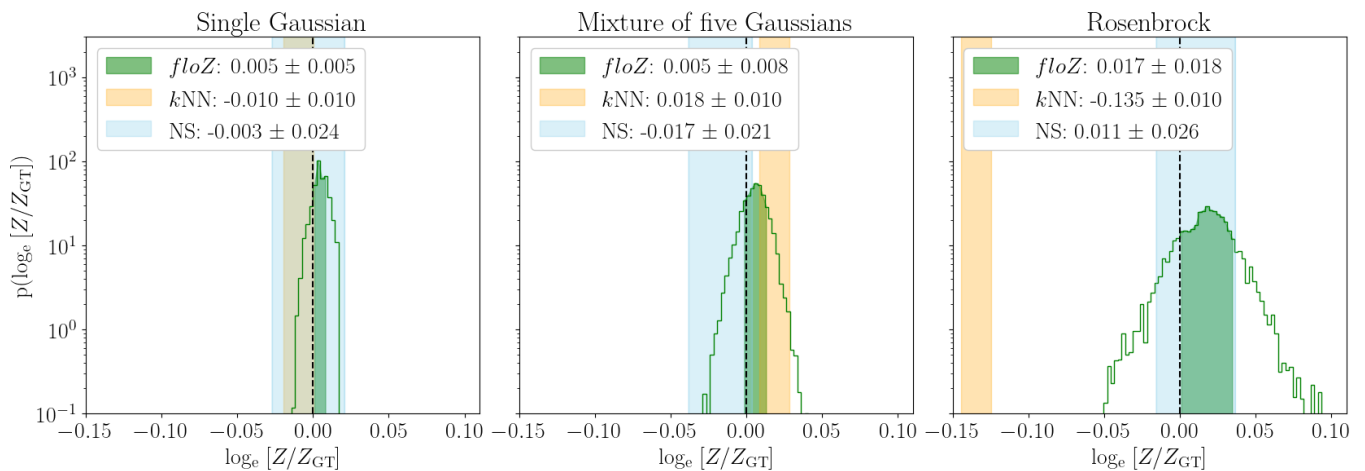 Single Gaussian
floZ: 0.005 ± 0.005
kNN: -0.010 ± 0.010
NS: -0.003 ± 0.024
p(logₑ [Z/Z_GT])
10³
10²
10¹
10⁰
10⁻¹
−0.15 −0.10 −0.05 0.00 0.05 0.10
logₑ [Z/Z_GT]
Mixture of five Gaussians
floZ: 0.005 ± 0.008
kNN: 0.018 ± 0.010
NS: -0.017 ± 0.021
−0.15 −0.10 −0.05 0.00 0.05 0.10
logₑ [Z/Z_GT]
Rosenbrock
floZ: 0.017 ± 0.018
kNN: -0.135 ± 0.010
NS: 0.011 ± 0.026
−0.15 −0.10 −0.05 0.00 0.05 0.10
logₑ [Z/Z_GT]